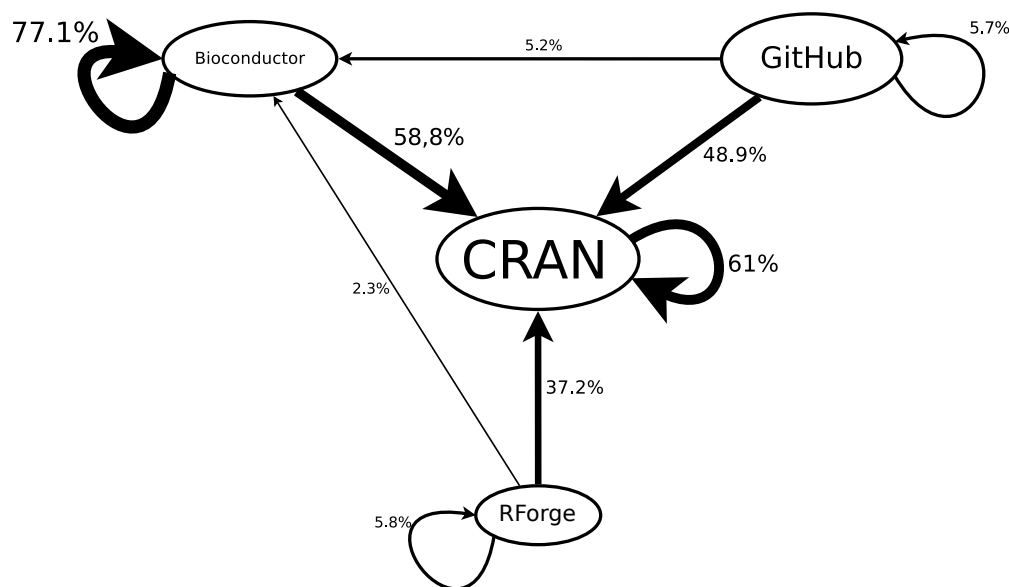 77.1%
Bioconductor
5.2%
GitHub
5.7%
58,8%
48.9%
CRAN
61%
2.3%
37.2%
RForge
5.8%